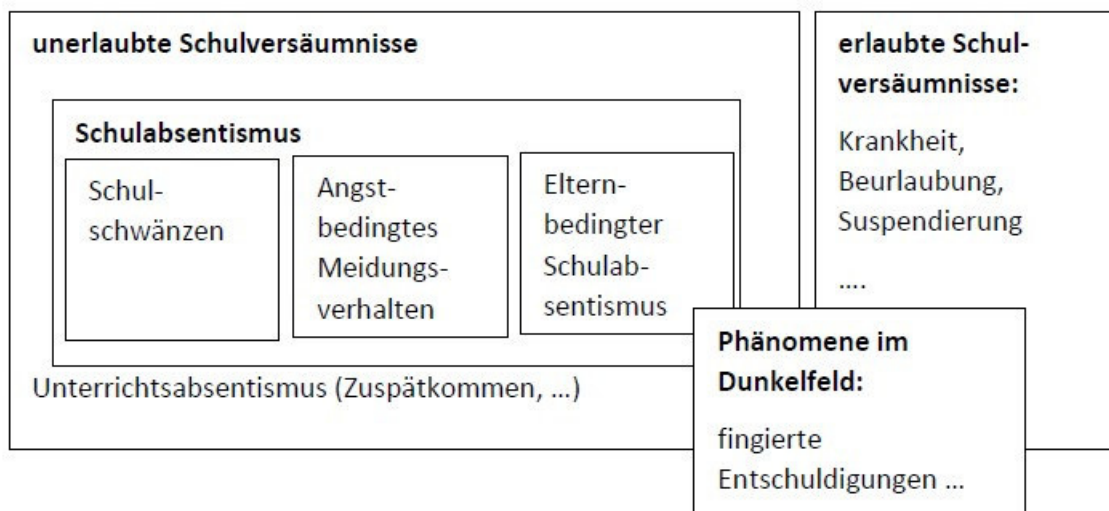 unerlaubte Schulversäumnisse
Schulabsentismus
Schul-
schwänzen
Angst-
bedingtes
Meidungs-
verhalten
Eltern-
bedingter
Schulab-
sentismus
Unterrichtsabsentismus (Zuspätkommen, …)
erlaubte Schul-
versäumnisse:
Krankheit,
Beurlaubung,
Suspendierung
….
Phänomene im
Dunkelfeld:
fingierte
Entschuldigungen …